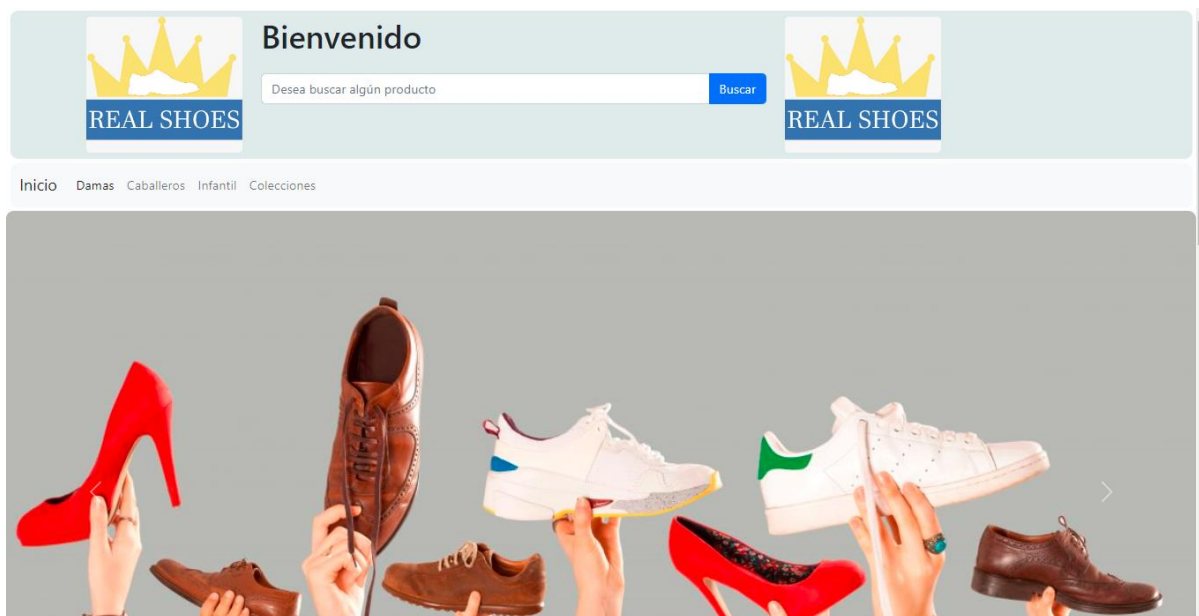 Bienvenido
Desea buscar algún producto
Buscar
REAL SHOES
REAL SHOES
Inicio
Damas
Caballeros
Infantil
Colecciones